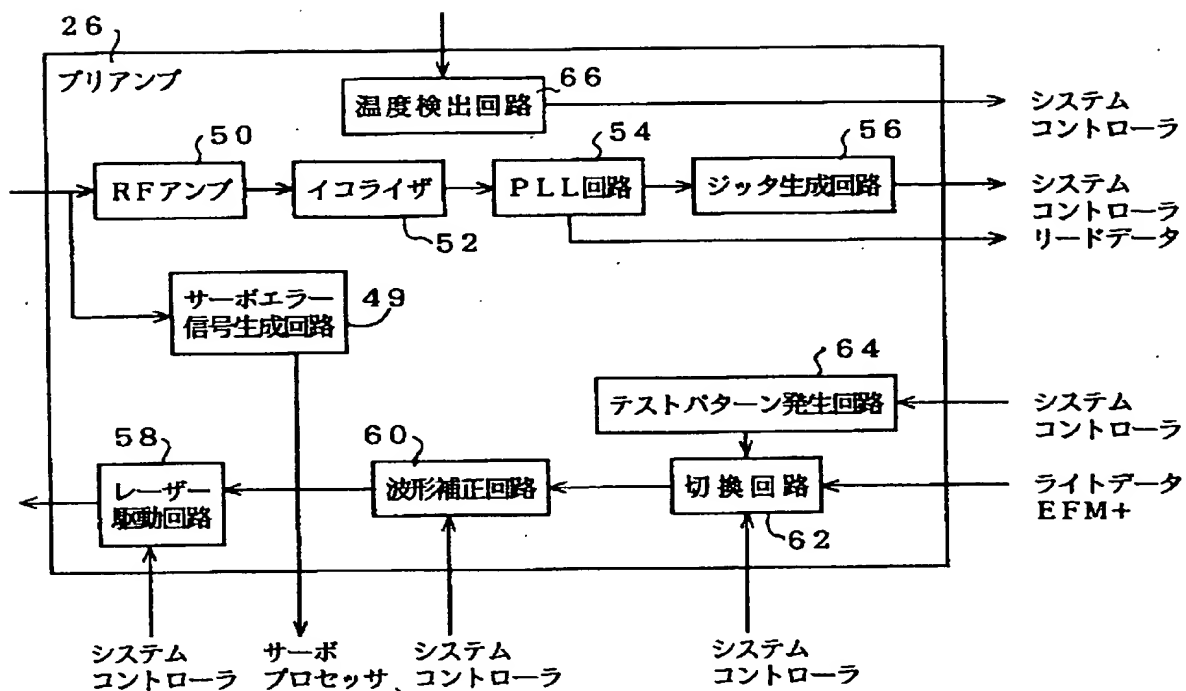 26
プリアンプ
66
温度検出回路
システム
コントローラ
50
RFアンプ
イコライザ
52
54
PLL回路
56
ジッタ生成回路
システム
コントローラ
リードデータ
サーボエラー
信号生成回路
49
64
テストパターン発生回路
システム
コントローラ
58
レーザー
駆動回路
60
波形補正回路
切換回路
62
ライトデータ
EFM+
システム
コントローラ
サーボ
プロセッサ
システム
コントローラ
システム
コントローラ